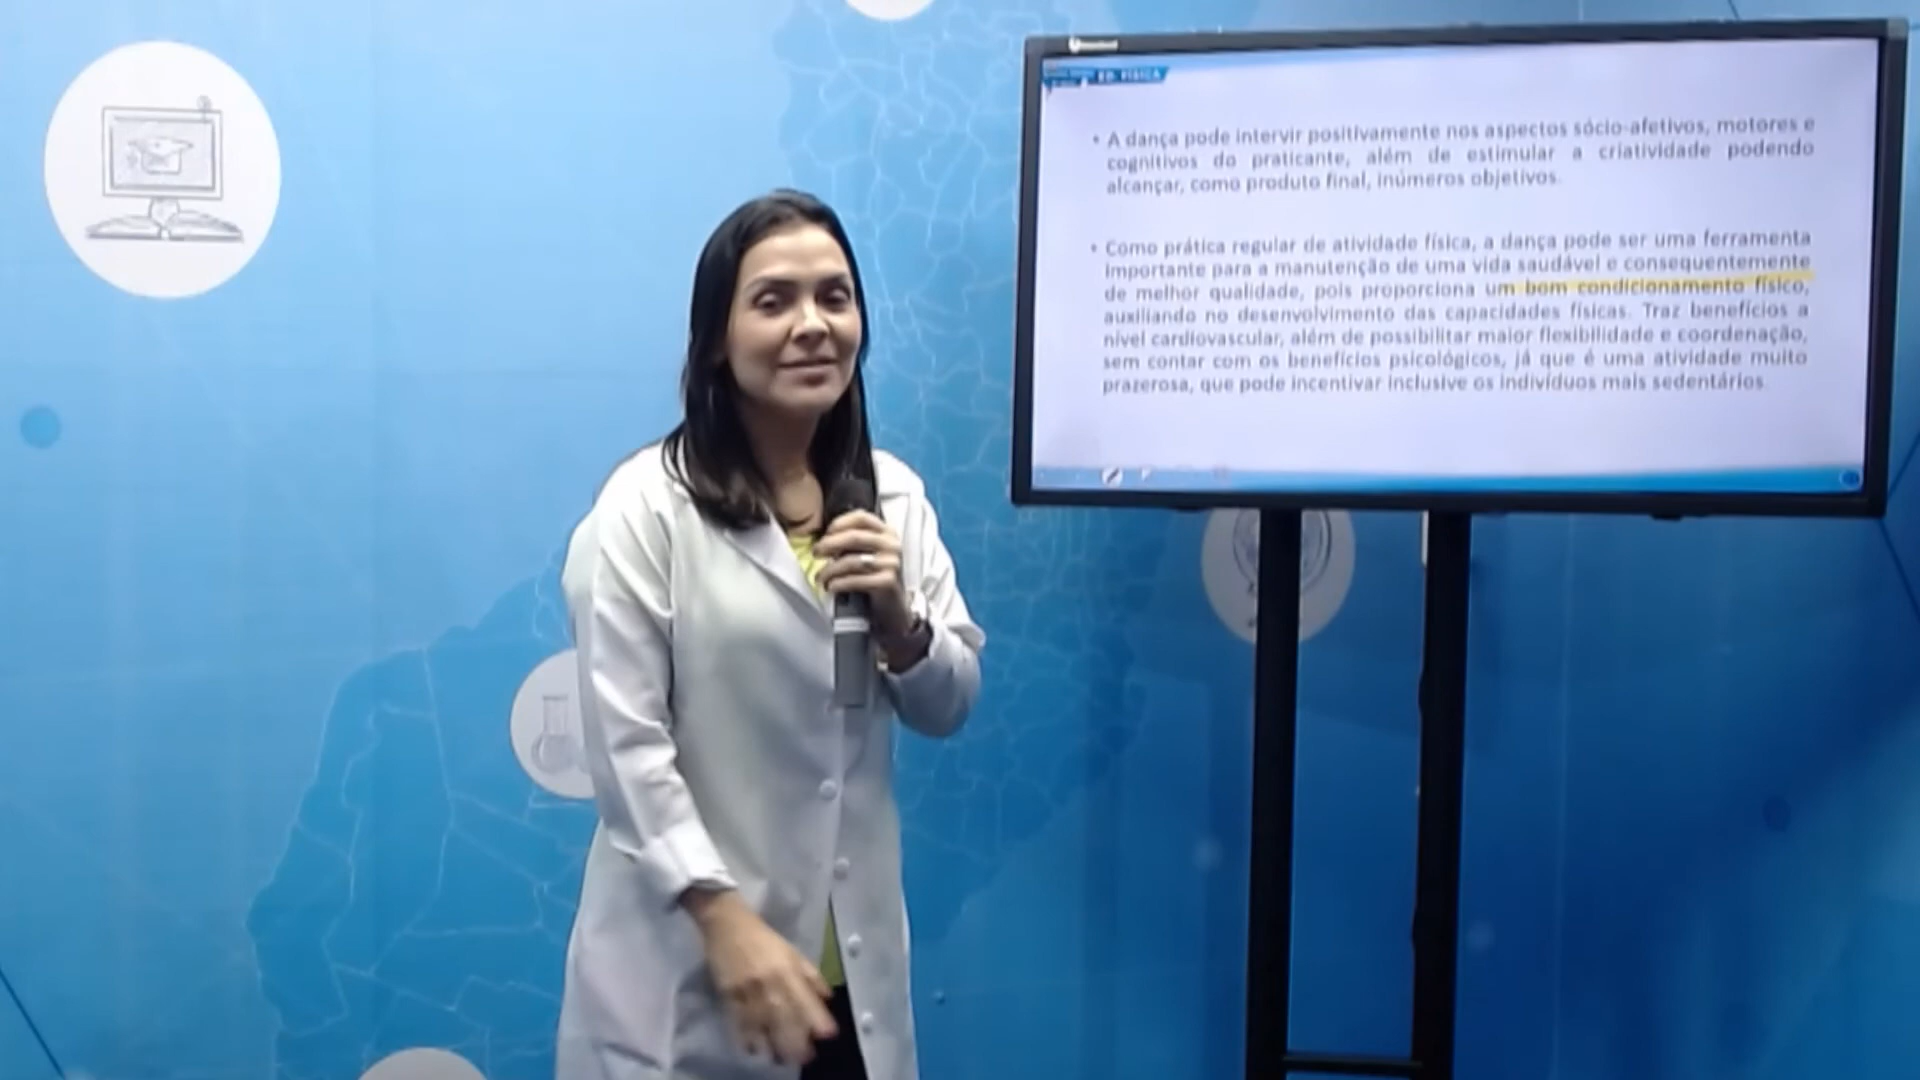 ED. FÍSICA
• A dança pode intervir positivamente nos aspectos sócio-afetivos, motores e
cognitivos do praticante, além de estimular a criatividade podendo
alcançar, como produto final, inúmeros objetivos.
• Como prática regular de atividade física, a dança pode ser uma ferramenta
importante para a manutenção de uma vida saudável e consequentemente
de melhor qualidade, pois proporciona um bom condicionamento físico,
auxiliando no desenvolvimento das capacidades físicas. Traz benefícios a
nível cardiovascular, além de possibilitar maior flexibilidade e coordenação,
sem contar com os benefícios psicológicos, já que é uma atividade muito
prazerosa, que pode incentivar inclusive os indivíduos mais sedentários.